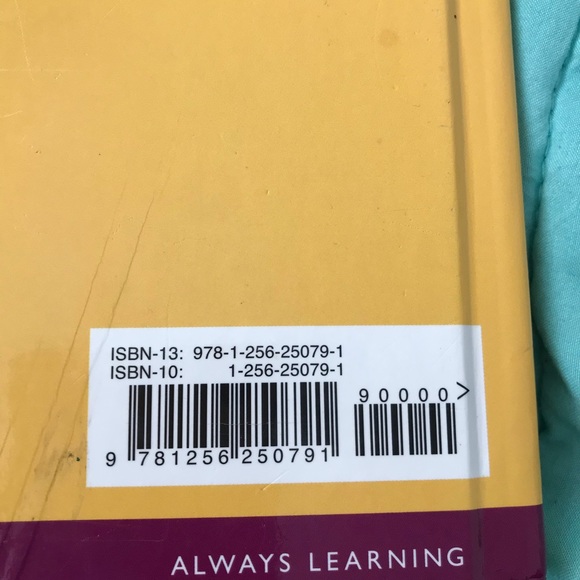 ISBN-13: 978-1-256-25079-1
ISBN-10: 1-256-25079-1
90000>
9 781256 250791
ALWAYS LEARNING